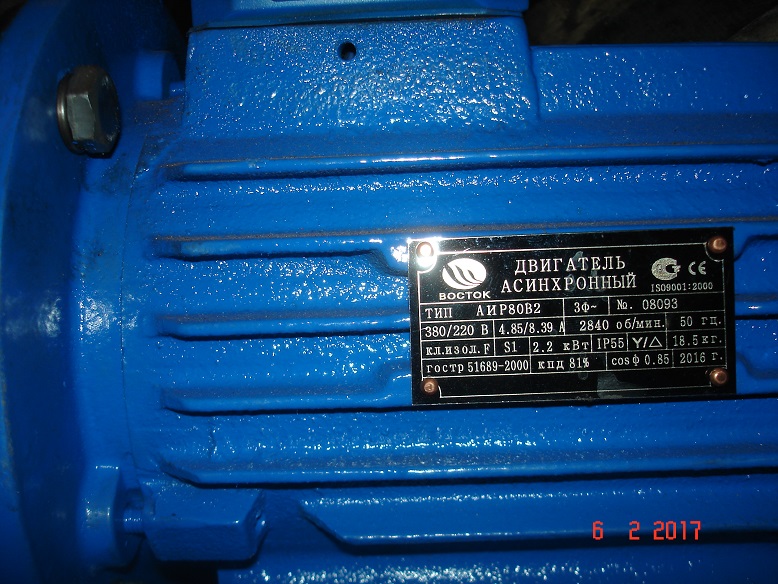 ДВИГАТЕЛЬ
АСИНХРОННЫЙ
ВОСТОК
CE
ISO9001:2000
ТИП АИР80В2 3ф~ №. 08093
380/220 В 4.85/8.39 А 2840 об/мин. 50 гц.
кл.изол.F S1 2.2 кВт IP55 Y/△ 18.5 кг.
гостр 51689-2000 кпд 81% cosф 0.85 2016 г.
6 2 2017